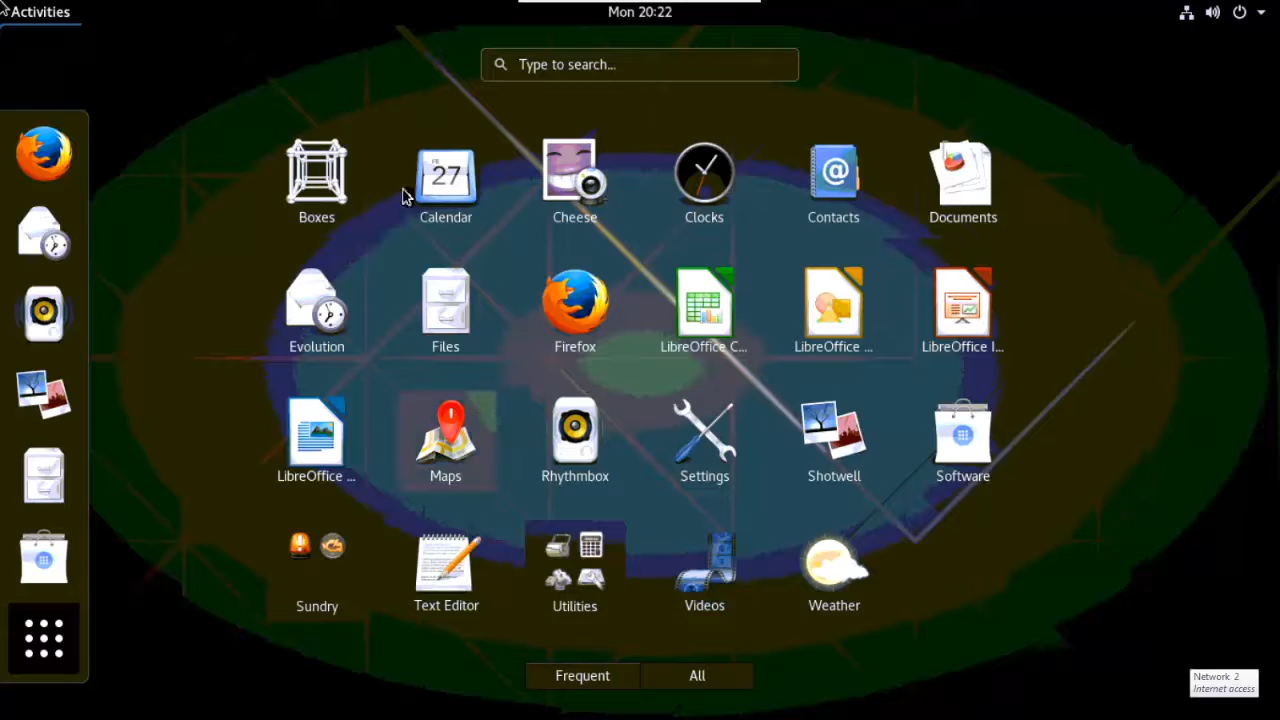 Activities
Mon 20:22
Type to search...
FRI
27
Boxes
Calendar
Cheese
Clocks
Contacts
Documents
Evolution
Files
Firefox
LibreOffice C...
LibreOffice ...
LibreOffice I...
LibreOffice ...
Maps
Rhythmbox
Settings
Shotwell
Software
Sundry
Text Editor
Utilities
Videos
Weather
Frequent
All
Network 2
Internet access